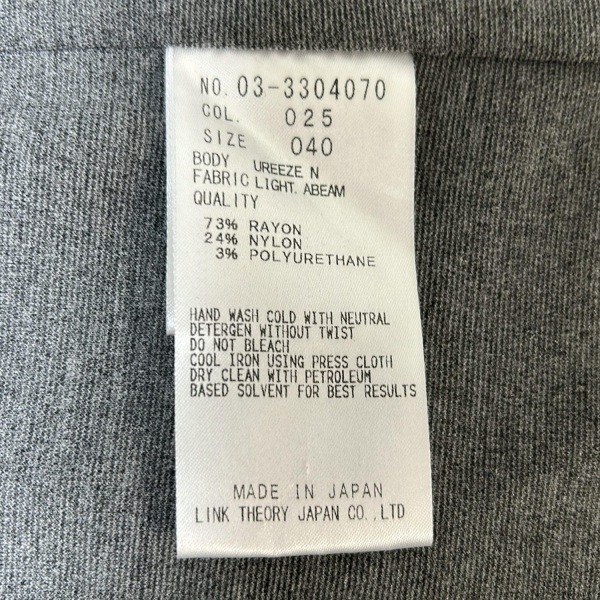 NO. 03-3304070
COL. 025
SIZE 040
BODY UREEZE N
FABRIC LIGHT. ABEAM
QUALITY
73% RAYON
24% NYLON
3% POLYURETHANE
HAND WASH COLD WITH NEUTRAL
DETERGEN WITHOUT TWIST
DO NOT BLEACH
COOL IRON USING PRESS CLOTH
DRY CLEAN WITH PETROLEUM
BASED SOLVENT FOR BEST RESULTS
MADE IN JAPAN
LINK THEORY JAPAN CO.,LTD